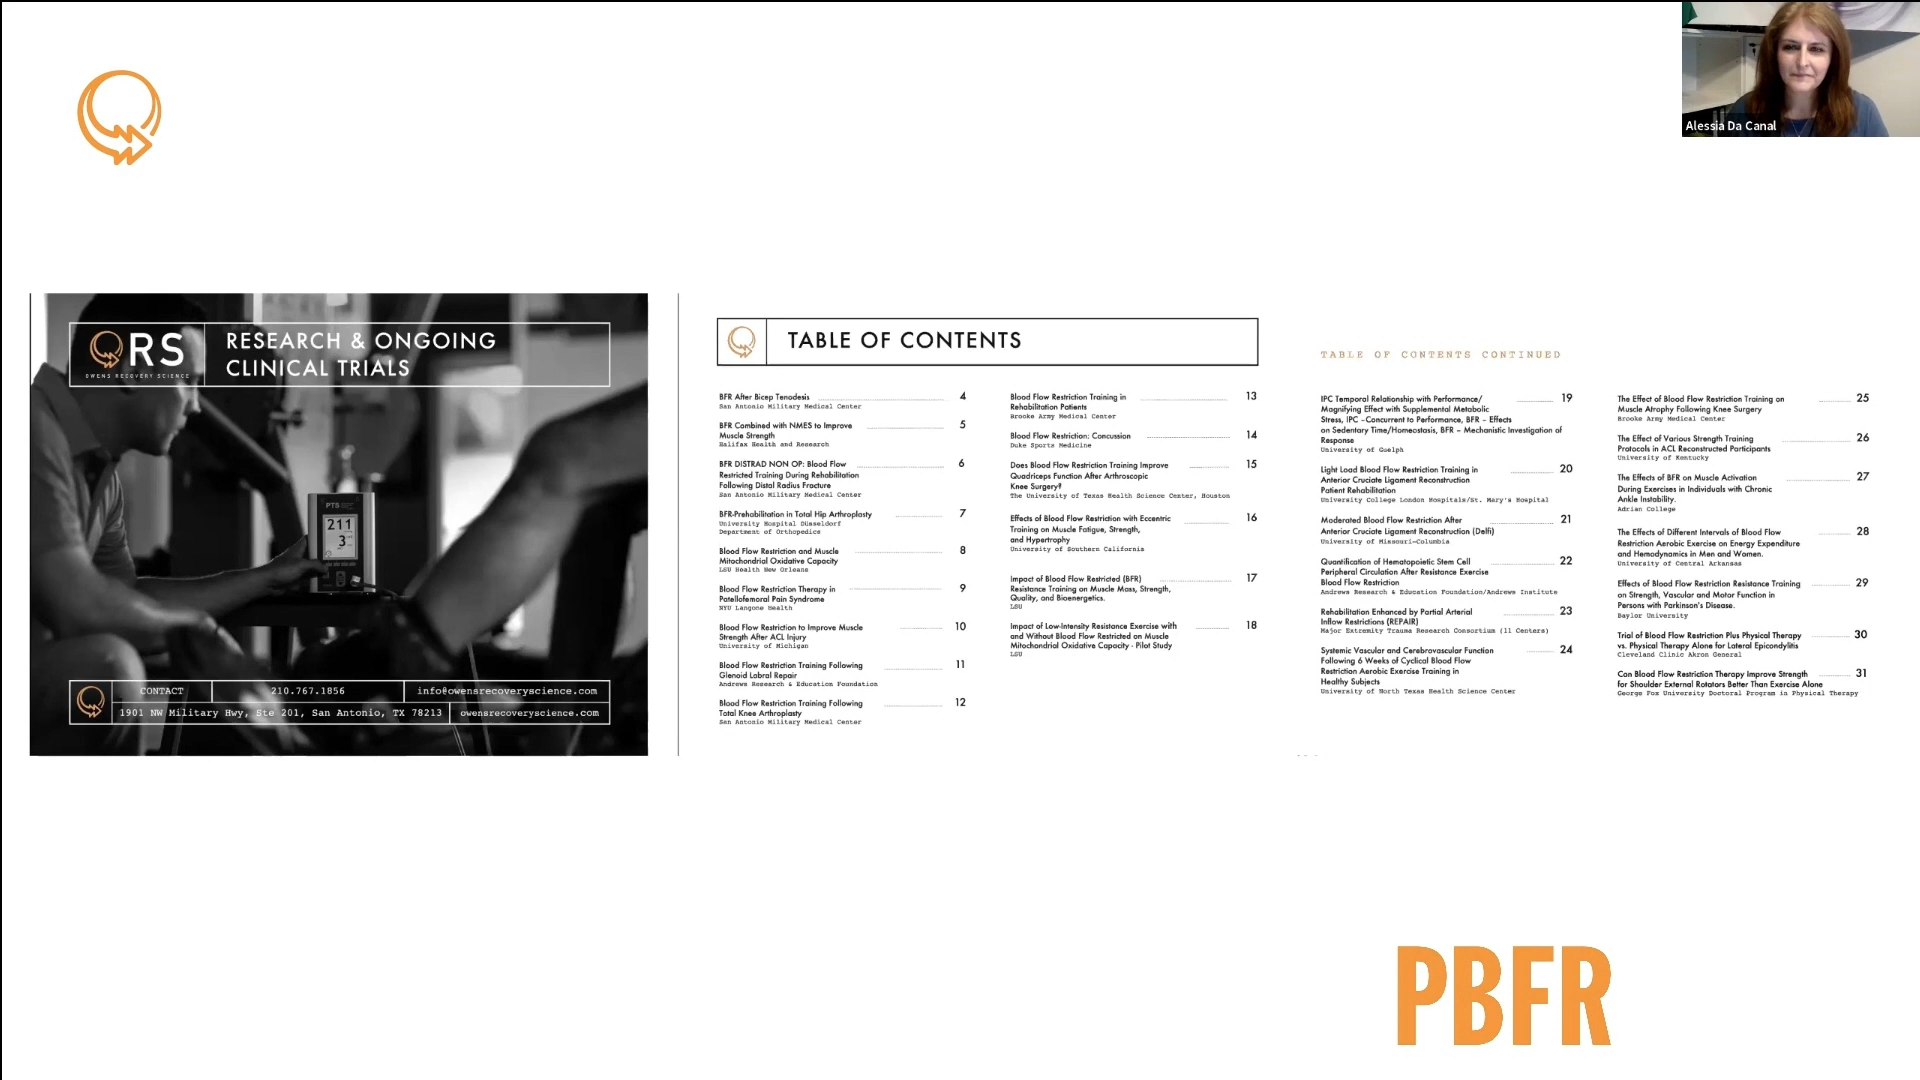 Alessia Da Canal
RS
OWENS RECOVERY SCIENCE
RESEARCH & ONGOING
CLINICAL TRIALS
PTS
211
3
CONTACT
210.767.1856
info@owensrecoveryscience.com
1901 NW Military Hwy, Ste 201, San Antonio, TX 78213
owensrecoveryscience.com
TABLE OF CONTENTS
BFR After Bicep Tenodesis 4
San Antonio Military Medical Center
BFR Combined with NMES to Improve 5
Muscle Strength
Halifax Health and Research
BFR DISTRAD NON OP: Blood Flow 6
Restricted Training During Rehabilitation
Following Distal Radius Fracture
San Antonio Military Medical Center
BFR-Prehabilitation in Total Hip Arthroplasty 7
University Hospital Düsseldorf
Department of Orthopedics
Blood Flow Restriction and Muscle 8
Mitochondrial Oxidative Capacity
LSU Health New Orleans
Blood Flow Restriction Therapy in 9
Patellofemoral Pain Syndrome
NYU Langone Health
Blood Flow Restriction to Improve Muscle 10
Strength After ACL Injury
University of Michigan
Blood Flow Restriction Training Following 11
Glenoid Labral Repair
Andrews Research & Education Foundation
Blood Flow Restriction Training Following 12
Total Knee Arthroplasty
San Antonio Military Medical Center
Blood Flow Restriction Training in 13
Rehabilitation Patients
Brooke Army Medical Center
Blood Flow Restriction: Concussion 14
Duke Sports Medicine
Does Blood Flow Restriction Training Improve 15
Quadriceps Function After Arthroscopic
Knee Surgery?
The University of Texas Health Science Center, Houston
Effects of Blood Flow Restriction with Eccentric 16
Training on Muscle Fatigue, Strength,
and Hypertrophy
University of Southern California
Impact of Blood Flow Restricted (BFR) 17
Resistance Training on Muscle Mass, Strength,
Quality, and Bioenergetics.
LSU
Impact of Low-Intensity Resistance Exercise with 18
and Without Blood Flow Restricted on Muscle
Mitochondrial Oxidative Capacity - Pilot Study
LSU
TABLE OF CONTENTS CONTINUED
IPC Temporal Relationship with Performance/ 19
Magnifying Effect with Supplemental Metabolic
Stress, IPC –Concurrent to Performance, BFR – Effects
on Sedentary Time/Homeostasis, BFR – Mechanistic Investigation of
Response
University of Guelph
Light Load Blood Flow Restriction Training in 20
Anterior Cruciate Ligament Reconstruction
Patient Rehabilitation
University College London Hospitals/St. Mary's Hospital
Moderated Blood Flow Restriction After 21
Anterior Cruciate Ligament Reconstruction (Delfi)
University of Missouri-Columbia
Quantification of Hematopoietic Stem Cell 22
Peripheral Circulation After Resistance Exercise
Blood Flow Restriction
Andrews Research & Education Foundation/Andrews Institute
Rehabilitation Enhanced by Partial Arterial 23
Inflow Restrictions (REPAIR)
Major Extremity Trauma Research Consortium (11 Centers)
Systemic Vascular and Cerebrovascular Function 24
Following 6 Weeks of Cyclical Blood Flow
Restriction Aerobic Exercise Training in
Healthy Subjects
University of North Texas Health Science Center
The Effect of Blood Flow Restriction Training on 25
Muscle Atrophy Following Knee Surgery
Brooke Army Medical Center
The Effect of Various Strength Training 26
Protocols in ACL Reconstructed Participants
University of Kentucky
The Effects of BFR on Muscle Activation 27
During Exercises in Individuals with Chronic
Ankle Instability.
Adrian College
The Effects of Different Intervals of Blood Flow 28
Restriction Aerobic Exercise on Energy Expenditure
and Hemodynamics in Men and Women.
University of Central Arkansas
Effects of Blood Flow Restriction Resistance Training 29
on Strength, Vascular and Motor Function in
Persons with Parkinson's Disease.
Baylor University
Trial of Blood Flow Restriction Plus Physical Therapy 30
vs. Physical Therapy Alone for Lateral Epicondylitis
Cleveland Clinic Akron General
Can Blood Flow Restriction Therapy Improve Strength 31
for Shoulder External Rotators Better Than Exercise Alone
George Fox University Doctoral Program in Physical Therapy
PBFR